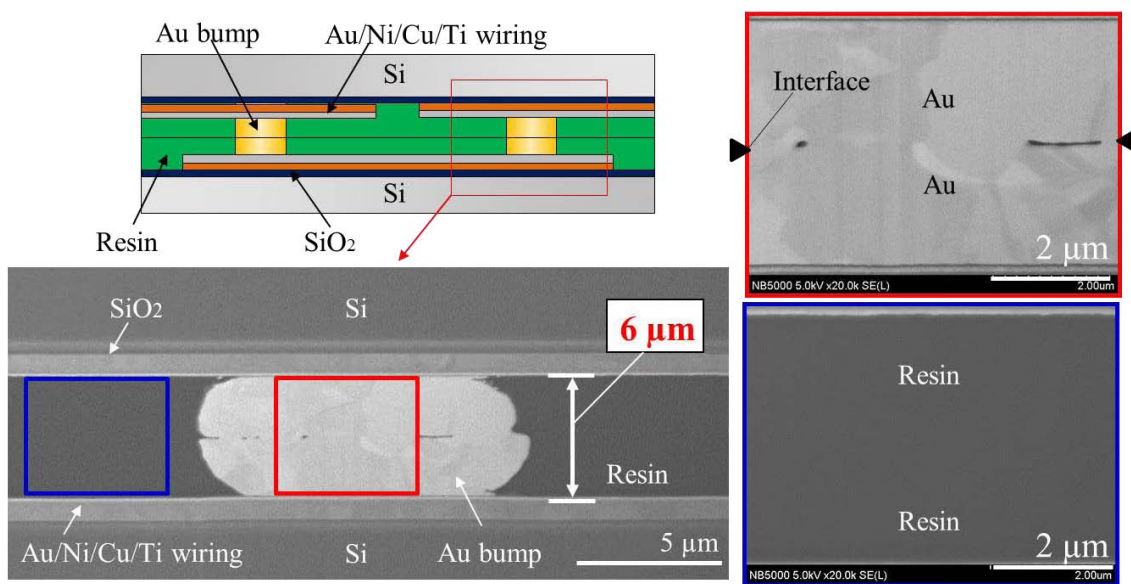 Au bump
Au/Ni/Cu/Ti wiring
Si
Si
Resin
SiO2
SiO2
Si
6 µm
Resin
Au/Ni/Cu/Ti wiring
Si
Au bump
5 µm
Interface
Au
Au
2 µm
NB5000 5.0kV x20.0k SE(L)
2.00um
Resin
Resin
2 µm
NB5000 5.0kV x20.0k SE(L)
2.00um